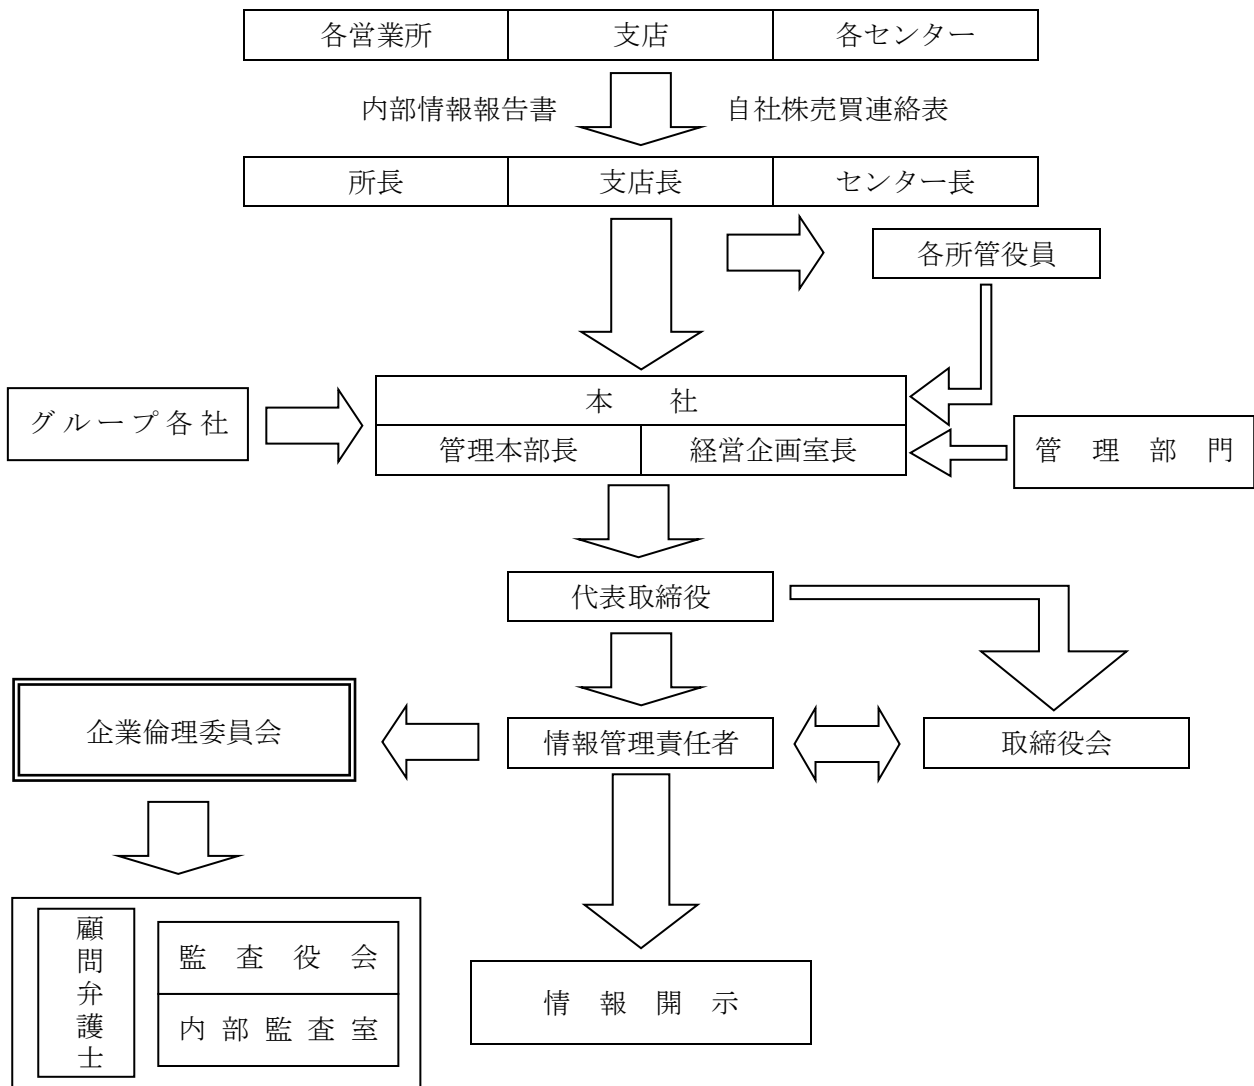 各営業所 支店 各センター
内部情報報告書 自社株売買連絡表
所長 支店長 センター長
各所管役員
グループ各社
本 社
管理本部長 経営企画室長
管 理 部 門
代表取締役
企業倫理委員会
情報管理責任者
取締役会
顧問弁護士
監 査 役 会
内 部 監 査 室
情 報 開 示